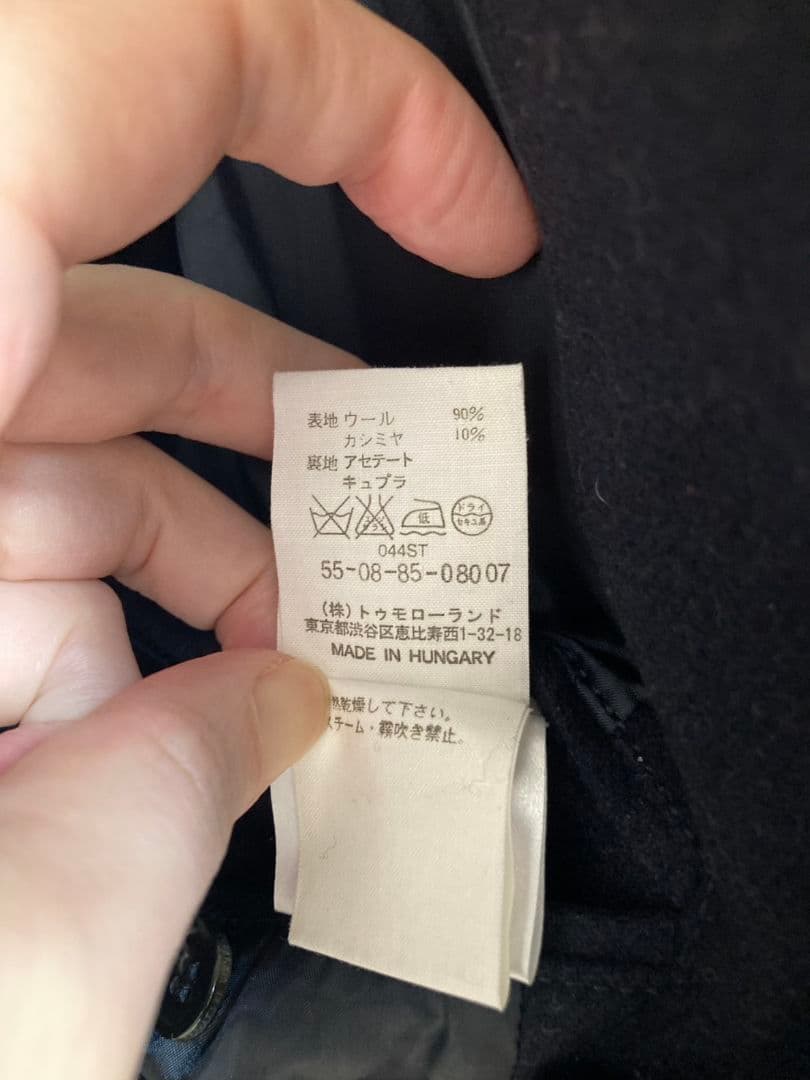 表地 ウール 90%
カシミヤ 10%
裏地 アセテート
キュプラ
低 ドライ
セキユ系
044ST
55-08-85-08007
(株)トゥモローランド
東京都渋谷区恵比寿西1-32-18
MADE IN HUNGARY
燃乾燥して下さい。
スチーム・霧吹き禁止。